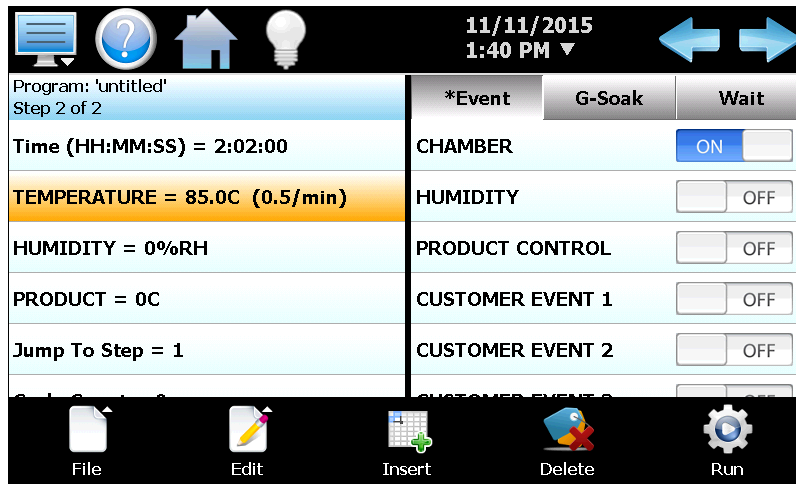 11/11/2015
1:40 PM ▼
Program: 'untitled'
Step 2 of 2
*Event
G-Soak
Wait
Time (HH:MM:SS) = 2:02:00
CHAMBER
ON
TEMPERATURE = 85.0C (0.5/min)
HUMIDITY
OFF
HUMIDITY = 0%RH
PRODUCT CONTROL
OFF
PRODUCT = 0C
CUSTOMER EVENT 1
OFF
Jump To Step = 1
CUSTOMER EVENT 2
OFF
File
Edit
Insert
Delete
Run